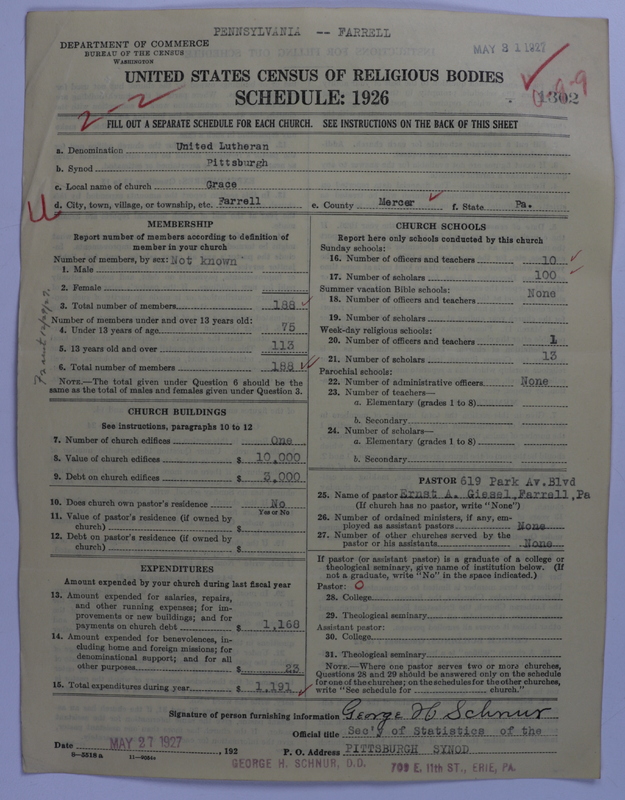 PENNSYLVANIA -- FARRELL
DEPARTMENT OF COMMERCE
BUREAU OF THE CENSUS
WASHINGTON
MAY 31 1927
UNITED STATES CENSUS OF RELIGIOUS BODIES
SCHEDULE: 1926
2-2
1302
FILL OUT A SEPARATE SCHEDULE FOR EACH CHURCH. SEE INSTRUCTIONS ON THE BACK OF THIS SHEET
a. Denomination United Lutheran
b. Synod Pittsburgh
c. Local name of church Grace
d. City, town, village, or township, etc. Farrell e. County Mercer f. State Pa.
MEMBERSHIP
Report number of members according to definition of member in your church
Number of members, by sex: Not known
1. Male
2. Female
3. Total number of members 188
Number of members under and over 13 years old:
4. Under 13 years of age 75
5. 13 years old and over 113
6. Total number of members 188
NOTE.—The total given under Question 6 should be the
same as the total of males and females given under Question 3.
CHURCH BUILDINGS
See instructions, paragraphs 10 to 12
7. Number of church edifices One
8. Value of church edifices $ 10,000
9. Debt on church edifices $ 3,000
10. Does church own pastor's residence No
Yes or No
11. Value of pastor's residence (if owned by
church) $
12. Debt on pastor's residence (if owned by
church) $
EXPENDITURES
Amount expended by your church during last fiscal year
13. Amount expended for salaries, repairs,
and other running expenses; for im-
provements or new buildings; and for
payments on church debt $ 1,168
14. Amount expended for benevolences, in-
cluding home and foreign missions; for
denominational support; and for all
other purposes $ 23
15. Total expenditures during year $ 1,191
CHURCH SCHOOLS
Report here only schools conducted by this church
Sunday schools:
16. Number of officers and teachers 10
17. Number of scholars 100
Summer vacation Bible schools:
18. Number of officers and teachers None
19. Number of scholars
Week-day religious schools:
20. Number of officers and teachers 1
21. Number of scholars 13
Parochial schools:
22. Number of administrative officers None
23. Number of teachers—
a. Elementary (grades 1 to 8)
b. Secondary
24. Number of scholars—
a. Elementary (grades 1 to 8)
b. Secondary
PASTOR 619 Park Av.Blvd
25. Name of pastor Ernst A. Giesel, Farrell, Pa
(If church has no pastor, write "None")
26. Number of ordained ministers, if any, em-
ployed as assistant pastors None
27. Number of other churches served by the
pastor or his assistants None
If pastor (or assistant pastor) is a graduate of a college or
theological seminary, give name of institution below. (If
not a graduate, write "No" in the space indicated.)
Pastor: O
28. College
29. Theological seminary
Assistant pastor:
30. College
31. Theological seminary
NOTE.—Where one pastor serves two or more churches,
Questions 28 and 29 should be answered only on the schedule
for one of the churches; on the schedules for the other churches,
write "See schedule for church."
Signature of person furnishing information George H Schnur
Official title Sec'y of Statistics of the
Date MAY 27 1927, 192 P. O. Address PITTSBURGH SYNOD
8-5518a
GEORGE H. SCHNUR, D.D. 709 E. 11th ST., ERIE, PA.